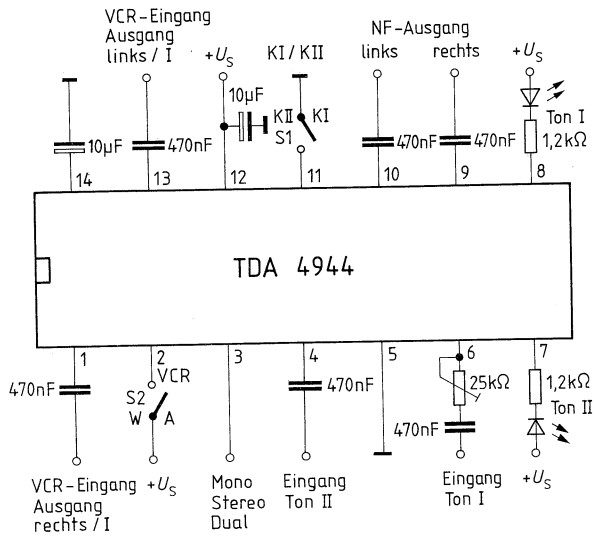 VCR-Eingang
Ausgang
links / I
+U_S
KI / KII
NF-Ausgang
links
rechts
+U_S
10µF
470nF
10µF
KII
KI
S1
470nF
470nF
Ton I
1,2kΩ
14
13
12
11
10
9
8
TDA 4944
1
2
3
4
5
6
7
470nF
S2
VCR
W
A
470nF
25kΩ
470nF
1,2kΩ
Ton II
VCR-Eingang
Ausgang
rechts / I
+U_S
Mono
Stereo
Dual
Eingang
Ton II
Eingang
Ton I
+U_S